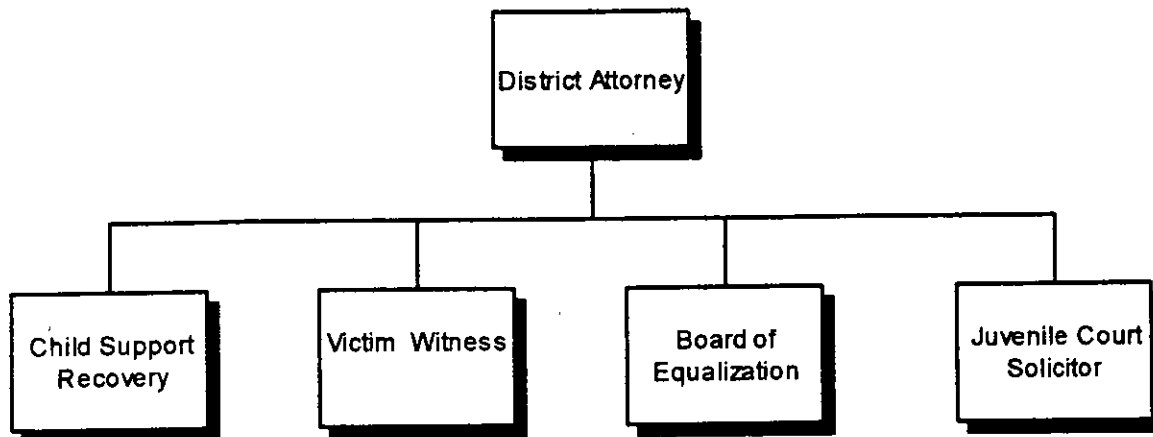 District Attorney
Child Support
Recovery
Victim Witness
Board of
Equalization
Juvenile Court
Solicitor